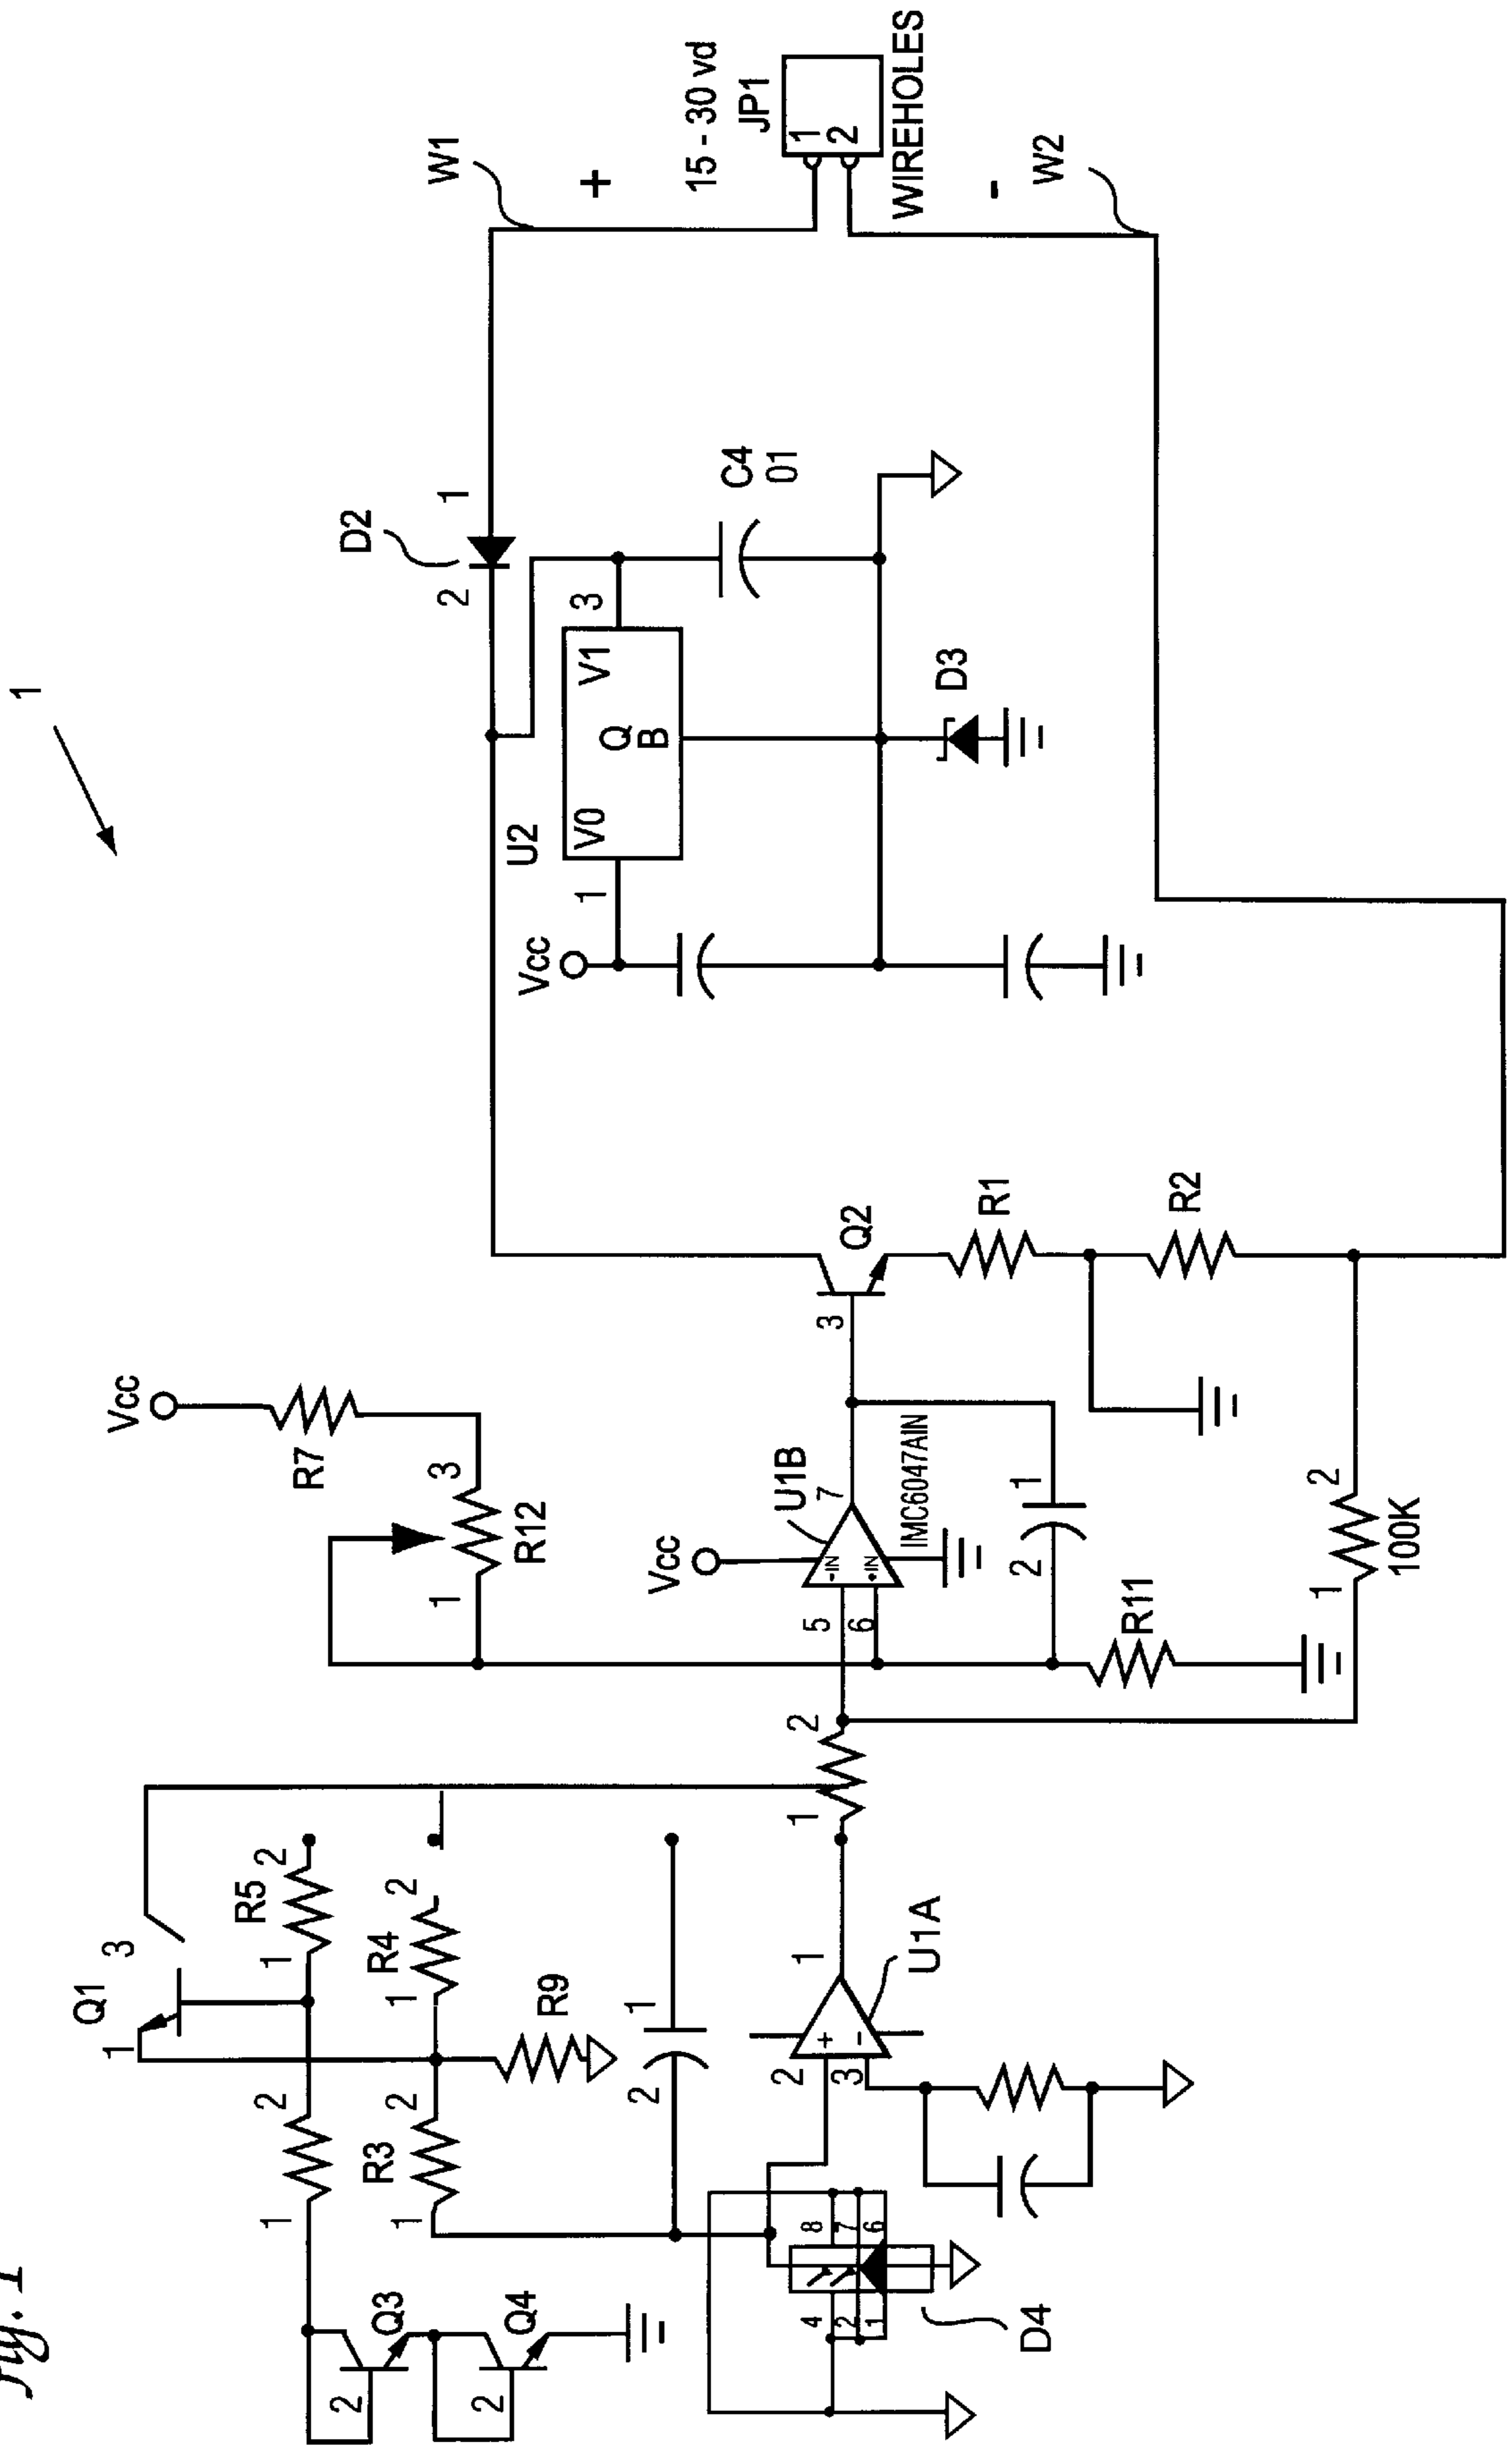 Fig. 1
1
W1
+
15 - 30 vd
JP1
1
2
WIREHOLES
-
W2
D2
1
2
C4
01
3
V1
Q
B
V0
U2
1
Vcc
D3
Q2
3
R1
R2
Vcc
R7
3
R12
1
Vcc
U1B
7
-IN
+IN
IMC6047AIN
5
6
1
2
R11
2
100K
1
2
1
Q1
3
1
R5
2
1
R4
2
1
R9
2
1
R3
2
1
1
2
U1A
1
+
-
2
3
Q3
2
Q4
2
8
7
6
4
2
1
D4